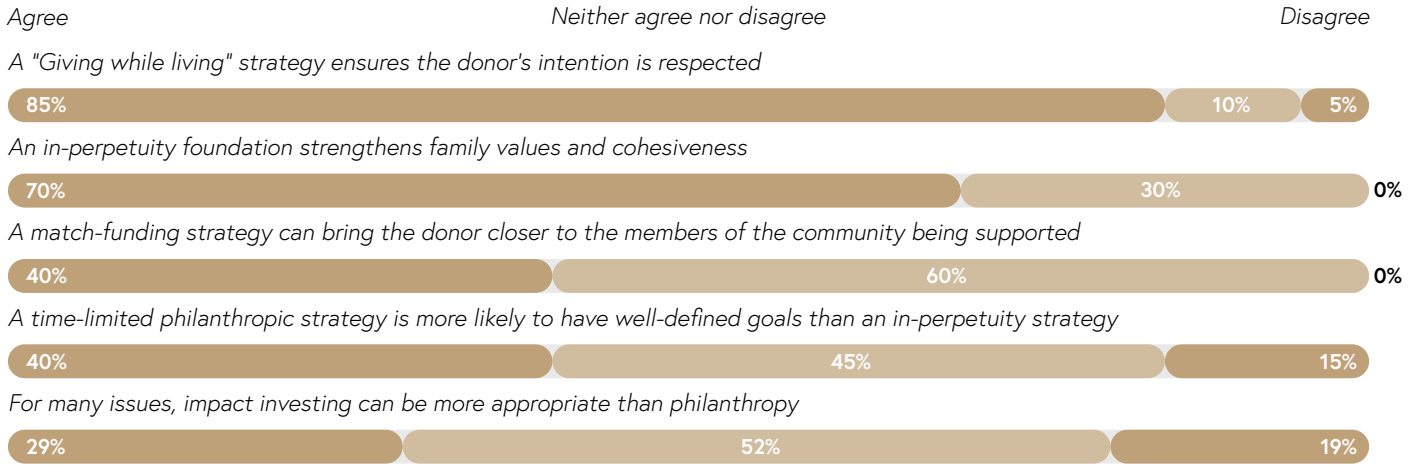 Agree Neither agree nor disagree Disagree
A "Giving while living" strategy ensures the donor's intention is respected
85% 10% 5%
An in-perpetuity foundation strengthens family values and cohesiveness
70% 30% 0%
A match-funding strategy can bring the donor closer to the members of the community being supported
40% 60% 0%
A time-limited philanthropic strategy is more likely to have well-defined goals than an in-perpetuity strategy
40% 45% 15%
For many issues, impact investing can be more appropriate than philanthropy
29% 52% 19%